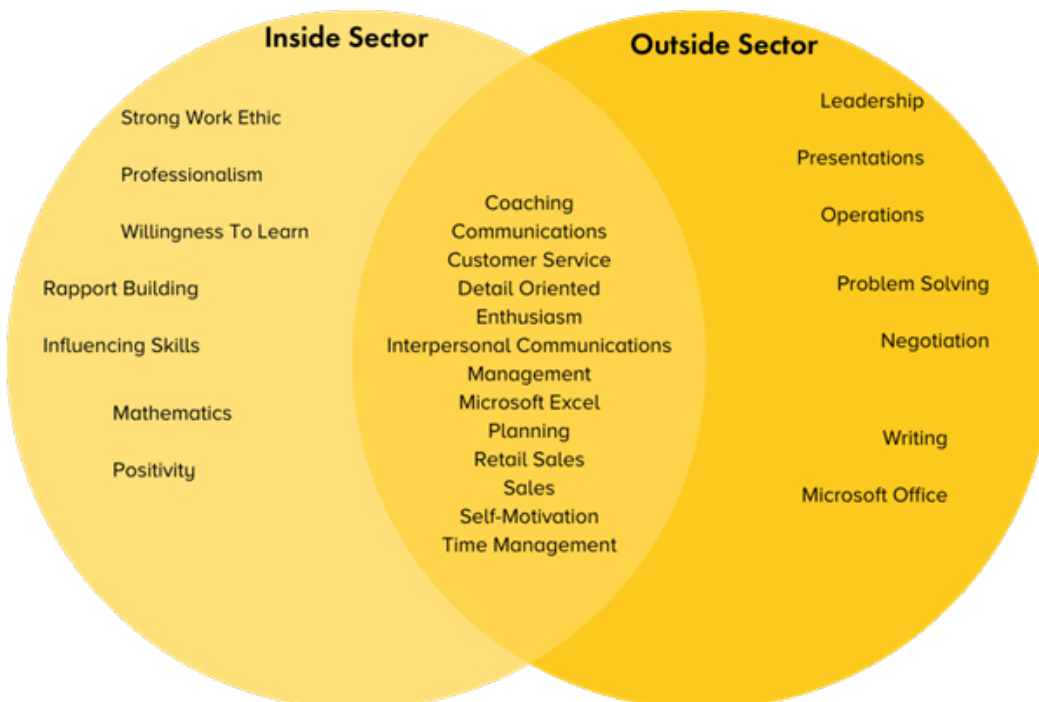 Inside Sector
Strong Work Ethic
Professionalism
Willingness To Learn
Rapport Building
Influencing Skills
Mathematics
Positivity
Coaching
Communications
Customer Service
Detail Oriented
Enthusiasm
Interpersonal Communications
Management
Microsoft Excel
Planning
Retail Sales
Sales
Self-Motivation
Time Management
Outside Sector
Leadership
Presentations
Operations
Problem Solving
Negotiation
Writing
Microsoft Office